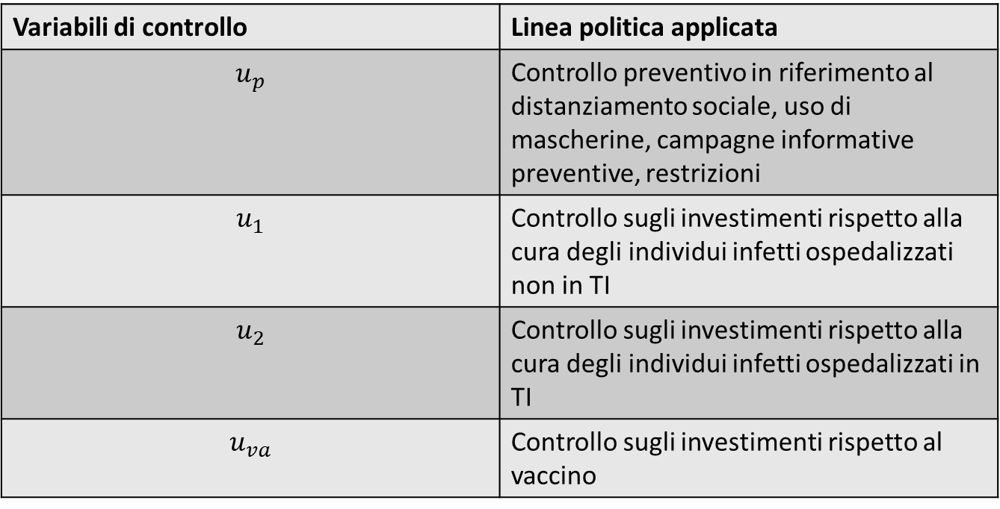 Variabili di controllo
Linea politica applicata
u_p
Controllo preventivo in riferimento al
distanziamento sociale, uso di
mascherine, campagne informative
preventive, restrizioni
u_1
Controllo sugli investimenti rispetto alla
cura degli individui infetti ospedalizzati
non in TI
u_2
Controllo sugli investimenti rispetto alla
cura degli individui infetti ospedalizzati in
TI
u_va
Controllo sugli investimenti rispetto al
vaccino